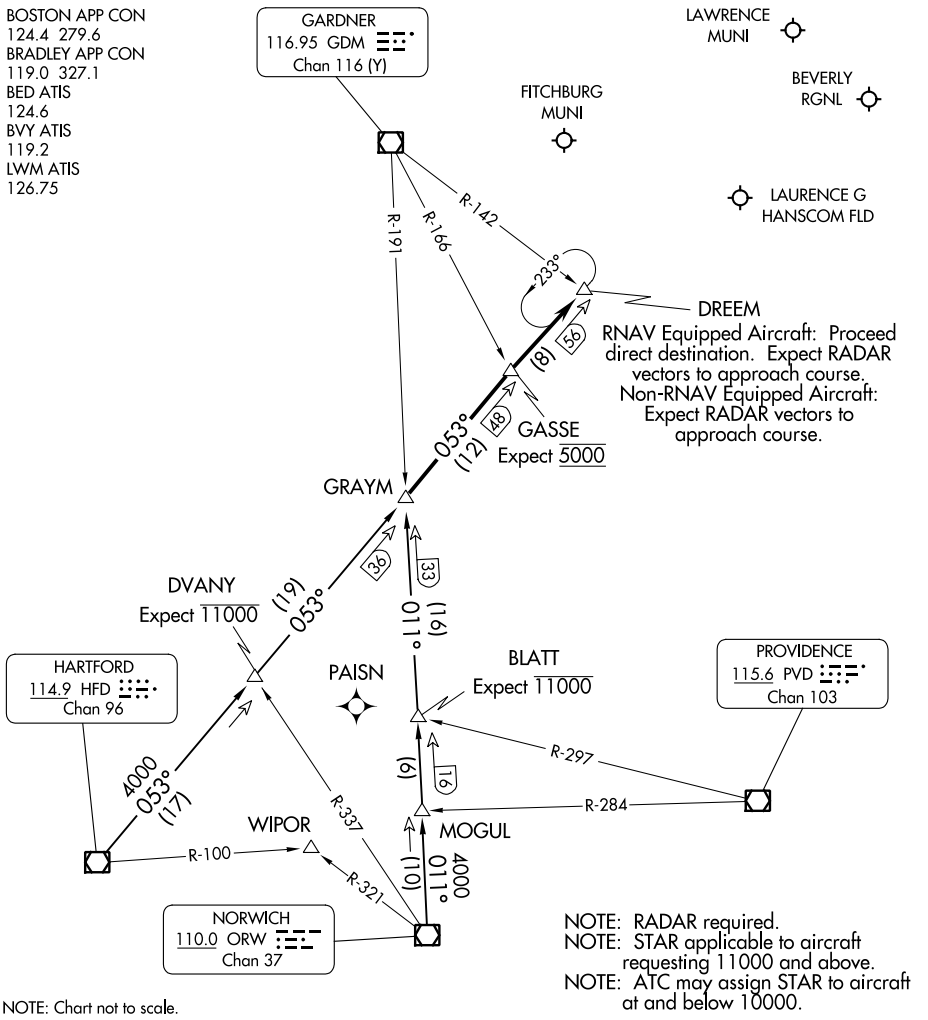 BOSTON APP CON
124.4 279.6
BRADLEY APP CON
119.0 327.1
BED ATIS
124.6
BVY ATIS
119.2
LWM ATIS
126.75
GARDNER
116.95 GDM
Chan 116 (Y)
LAWRENCE
MUNI
BEVERLY
RGNL
FITCHBURG
MUNI
LAURENCE G
HANSCOM FLD
R-142
R-166
R-191
233°
DREEM
RNAV Equipped Aircraft: Proceed
direct destination. Expect RADAR
vectors to approach course.
Non-RNAV Equipped Aircraft:
Expect RADAR vectors to
approach course.
56
(8)
48
GASSE
Expect 5000
053°
(12)
GRAYM
36
33
(19)
053°
(16)
011°
DVANY
Expect 11000
HARTFORD
114.9 HFD
Chan 96
PAISN
BLATT
Expect 11000
PROVIDENCE
115.6 PVD
Chan 103
R-297
(6)
16
4000
053°
(17)
R-337
R-284
WIPOR
MOGUL
R-100
R-321
(10)
4000
011°
NORWICH
110.0 ORW
Chan 37
NOTE: RADAR required.
NOTE: STAR applicable to aircraft
requesting 11000 and above.
NOTE: ATC may assign STAR to aircraft
at and below 10000.
NOTE: Chart not to scale.